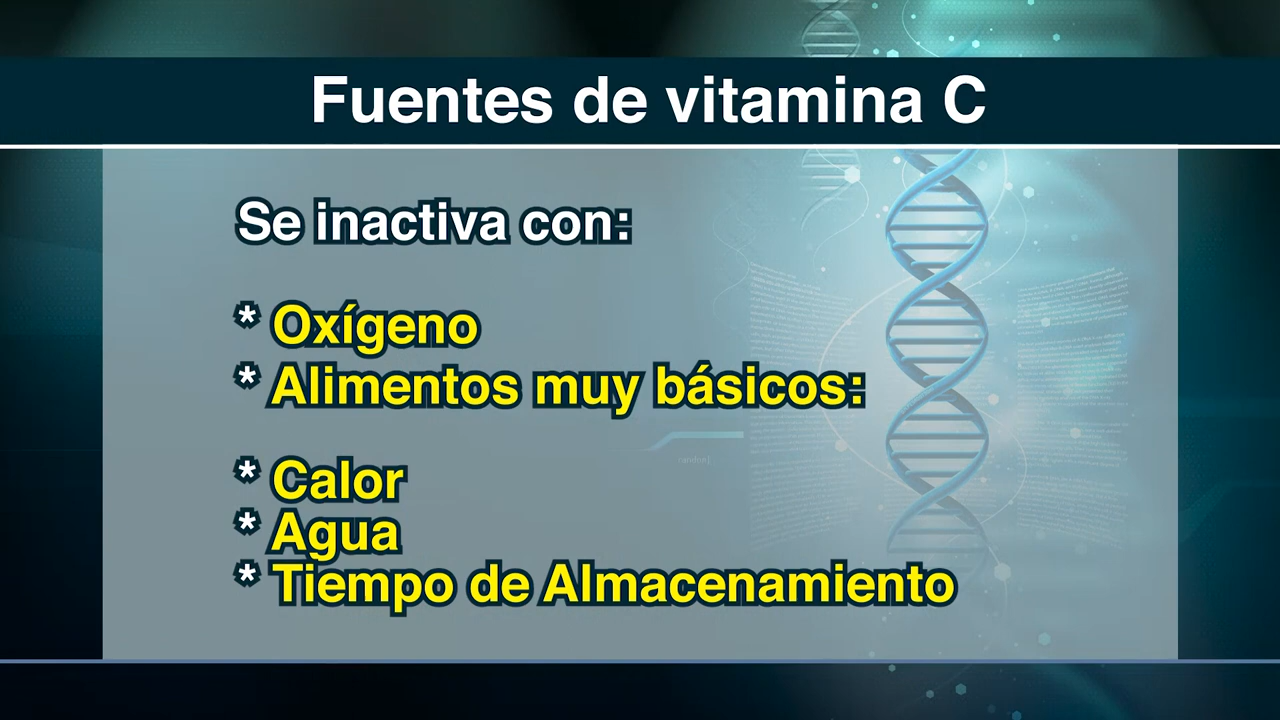 Fuentes de vitamina C
Se inactiva con:
* Oxígeno
* Alimentos muy básicos:
* Calor
* Agua
* Tiempo de Almacenamiento